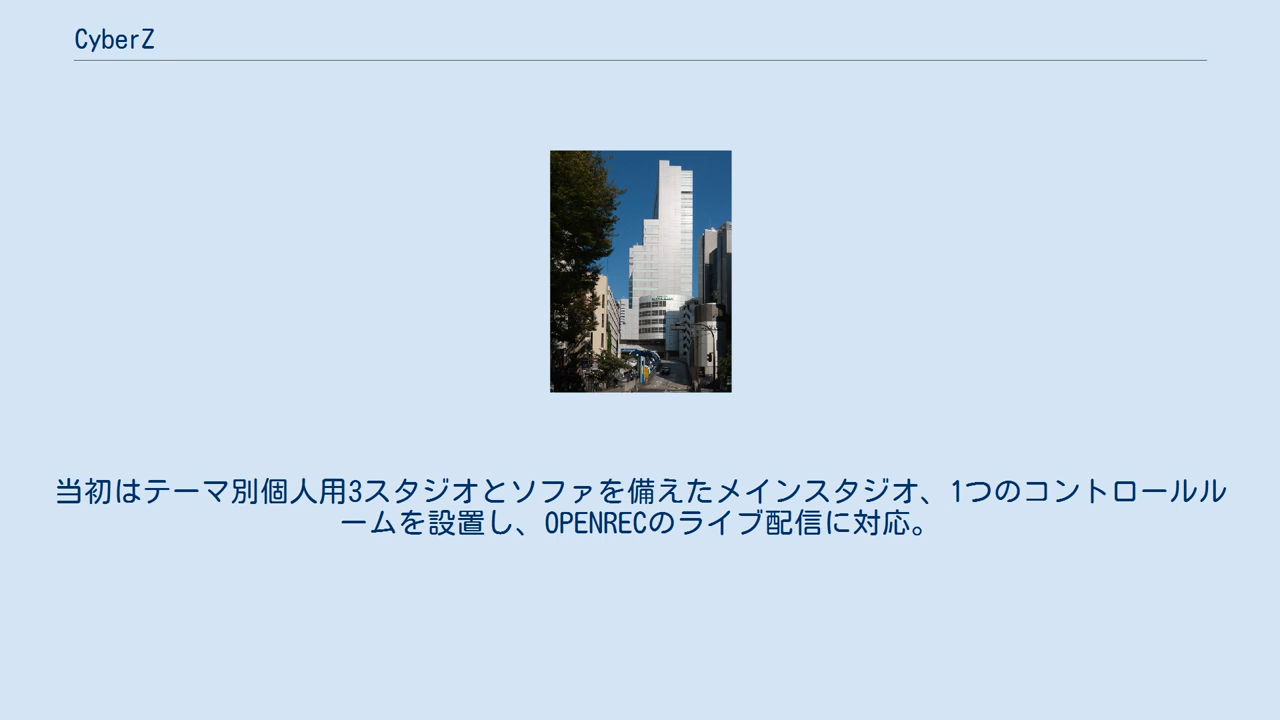 CyberZ
当初はテーマ別個人用3スタジオとソファを備えたメインスタジオ、1つのコントロールル
ームを設置し、OPENRECのライブ配信に対応。